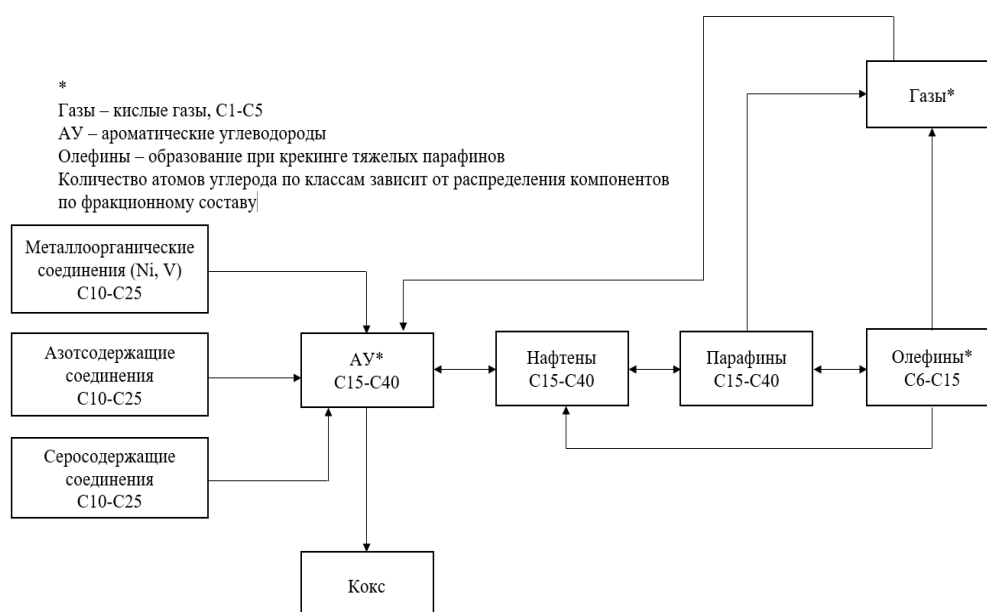 *
Газы – кислые газы, С1-С5
АУ – ароматические углеводороды
Олефины – образование при крекинге тяжелых парафинов
Количество атомов углерода по классам зависит от распределения компонентов
по фракционному составу
Газы*
Металлоорганические
соединения (Ni, V)
С10-С25
Азотсодержащие
соединения
С10-С25
Серосодержащие
соединения
С10-С25
АУ*
С15-С40
Нафтены
С15-С40
Парафины
С15-С40
Олефины*
С6-С15
Кокс